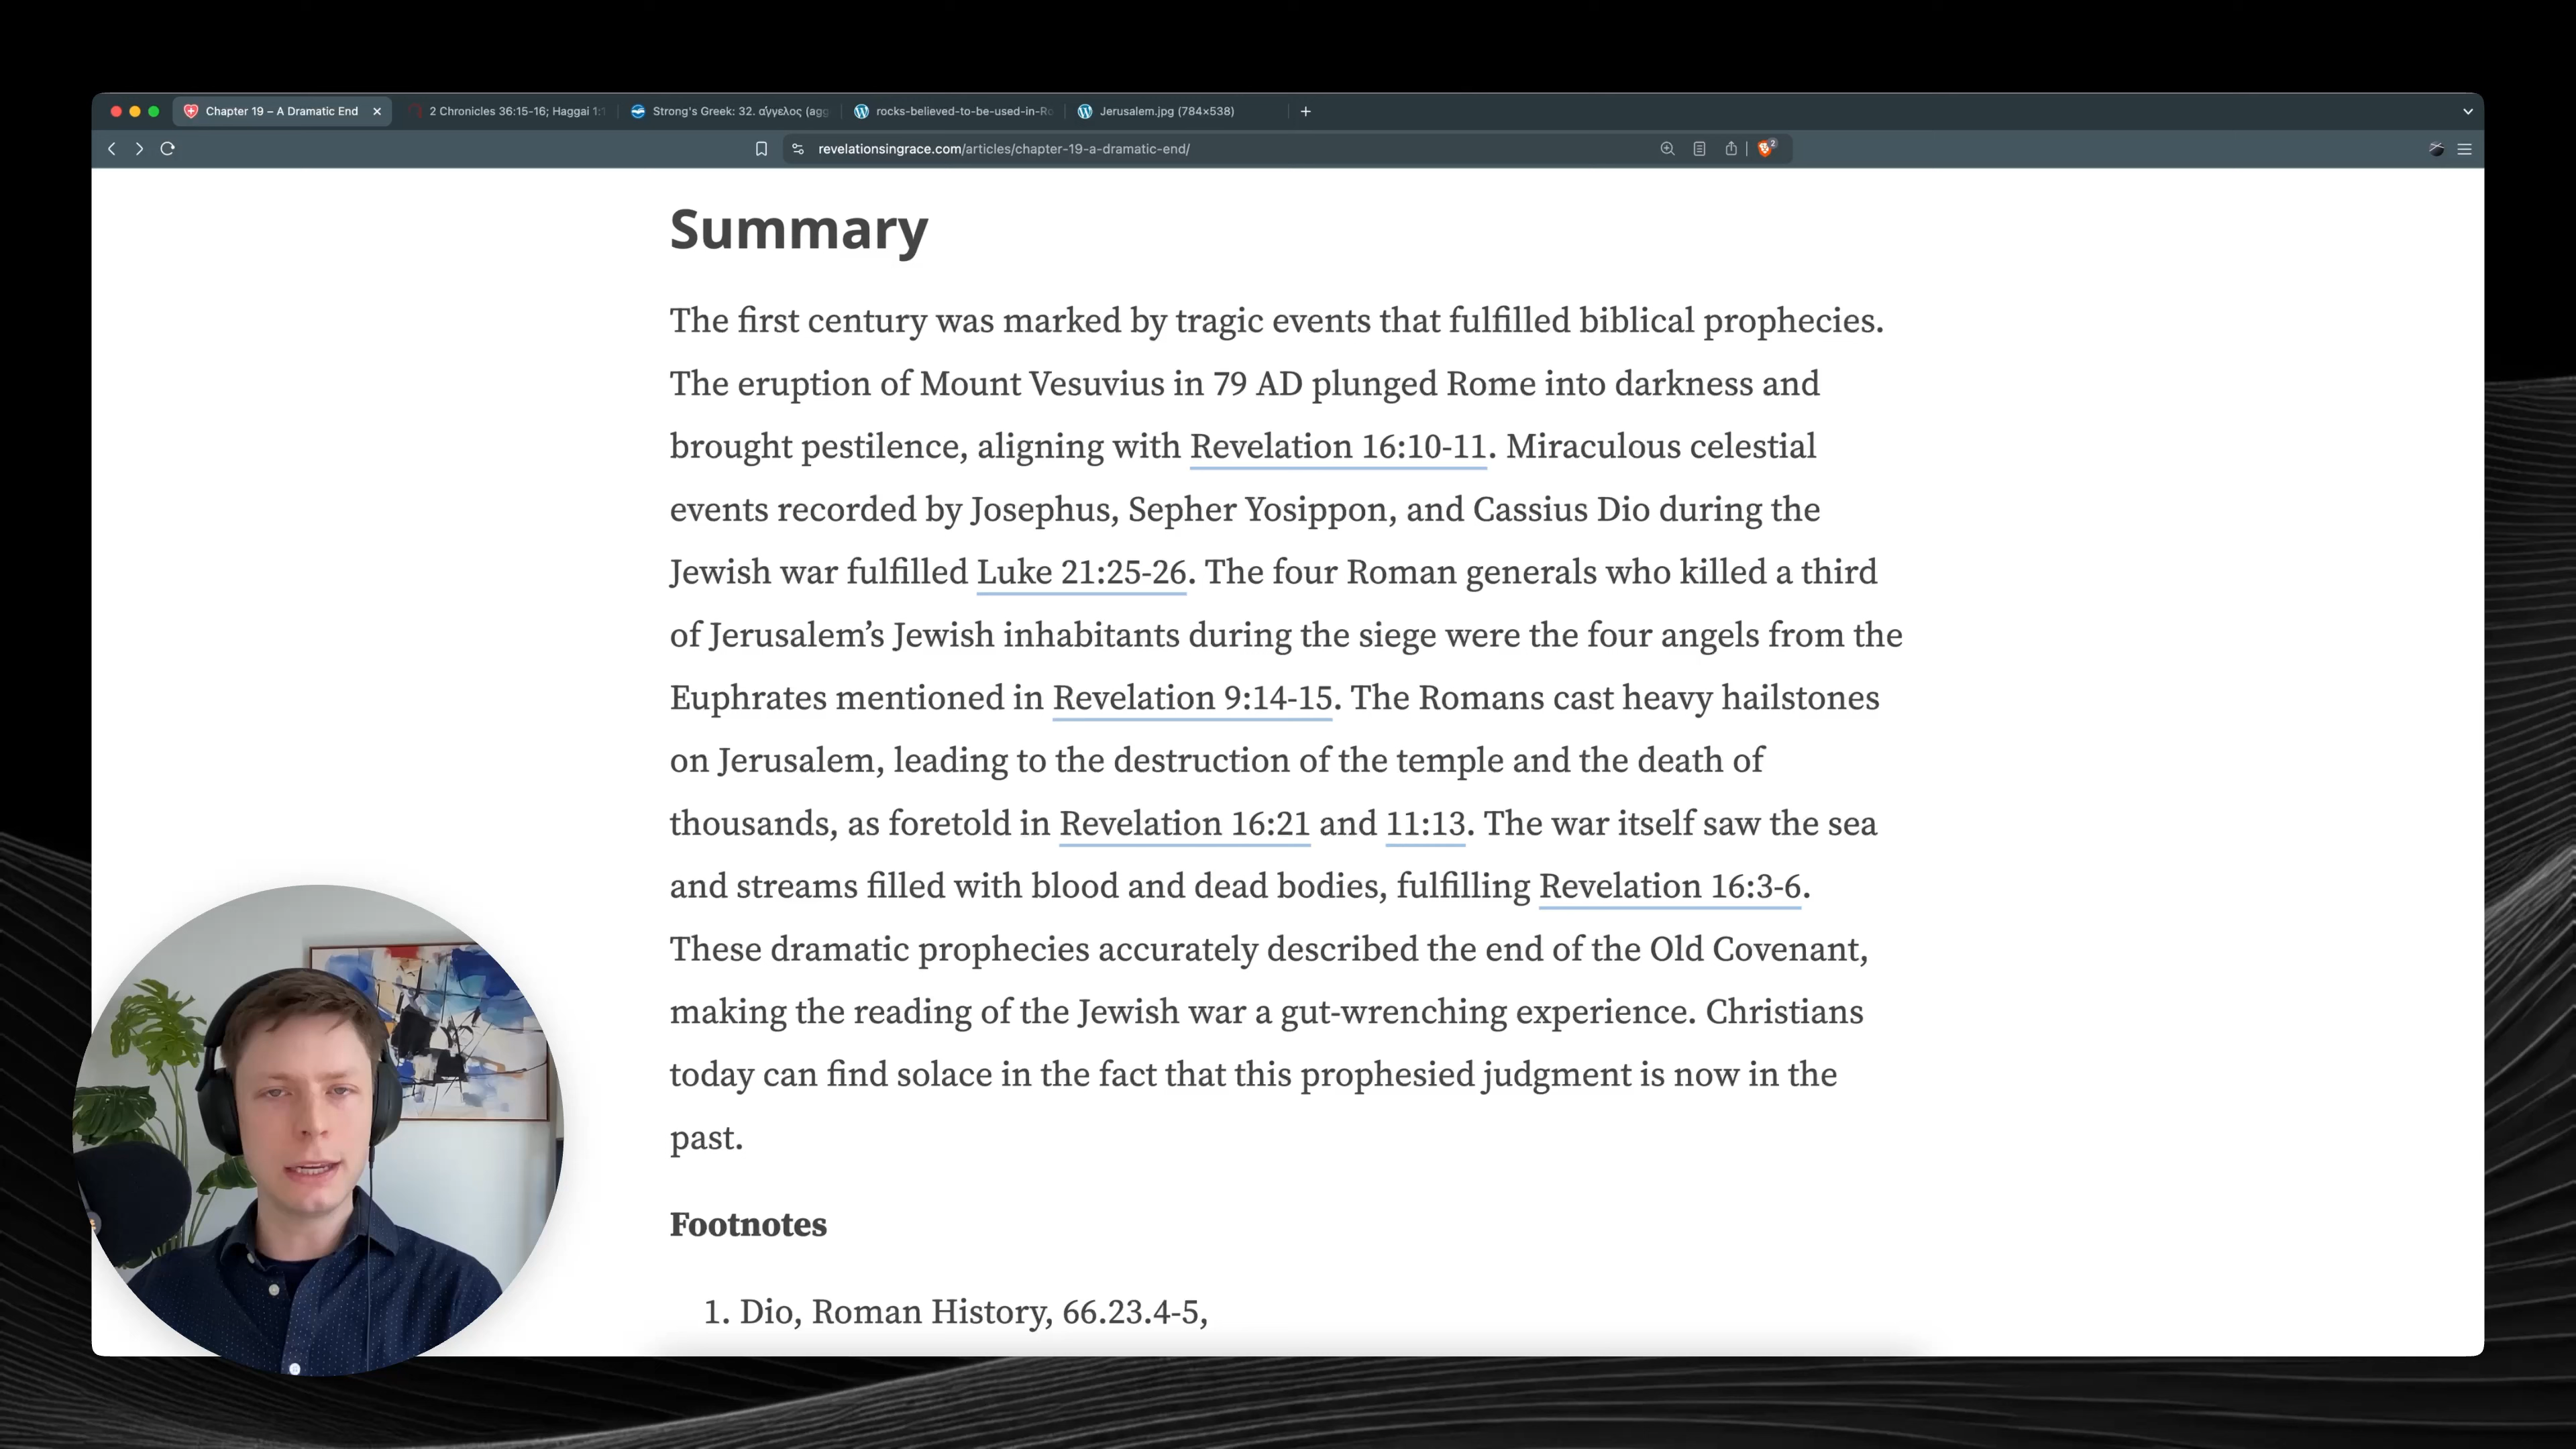 Chapter 19 – A Dramatic End
2 Chronicles 36:15-16; Haggai 1:1
Strong's Greek: 32. ἄγγελος (agg
rocks-believed-to-be-used-in-Ro
Jerusalem.jpg (784×538)
revelationsingrace.com/articles/chapter-19-a-dramatic-end/
2
Summary
The first century was marked by tragic events that fulfilled biblical prophecies.
The eruption of Mount Vesuvius in 79 AD plunged Rome into darkness and
brought pestilence, aligning with Revelation 16:10-11. Miraculous celestial
events recorded by Josephus, Sepher Yosippon, and Cassius Dio during the
Jewish war fulfilled Luke 21:25-26. The four Roman generals who killed a third
of Jerusalem’s Jewish inhabitants during the siege were the four angels from the
Euphrates mentioned in Revelation 9:14-15. The Romans cast heavy hailstones
on Jerusalem, leading to the destruction of the temple and the death of
thousands, as foretold in Revelation 16:21 and 11:13. The war itself saw the sea
and streams filled with blood and dead bodies, fulfilling Revelation 16:3-6.
These dramatic prophecies accurately described the end of the Old Covenant,
making the reading of the Jewish war a gut-wrenching experience. Christians
today can find solace in the fact that this prophesied judgment is now in the
past.
Footnotes
1. Dio, Roman History, 66.23.4-5,